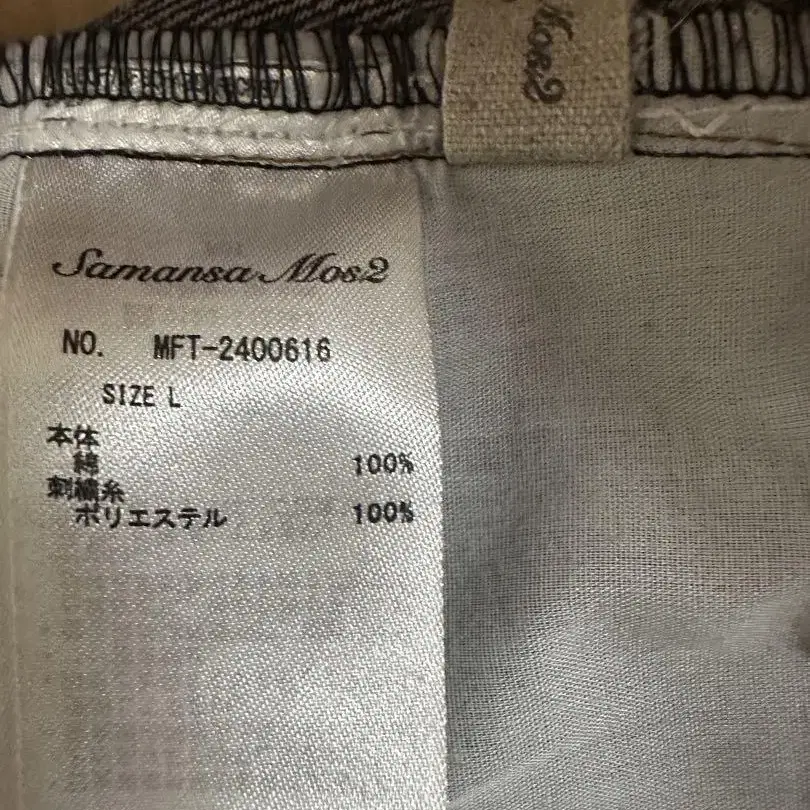 Mos2
Samansa Mos2
NO. MFT-2400616
SIZE L
本体
綿 100%
刺繍糸
ポリエステル 100%